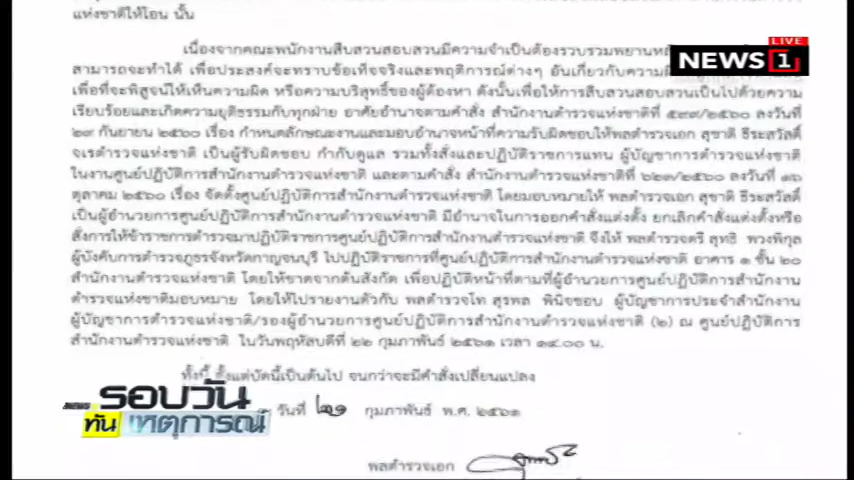 แห่งชาติให้โอน นั้น
เนื่องจากคณะพนักงานสืบสวนสอบสวนมีความจำเป็นต้องรวบรวมพยาน
LIVE
NEWS 1
สามารถจะทำได้ เพื่อประสงค์จะทราบข้อเท็จจริงและพฤติการณ์ต่างๆ อันเกี่ยวกับความ
เพื่อที่จะพิสูจน์ให้เห็นความผิด หรือความบริสุทธิ์ของผู้ต้องหา ดังนั้นเพื่อให้การสืบสวนสอบสวนเป็นไปด้วยความ
เรียบร้อยและเกิดความยุติธรรมกับทุกฝ่าย อาศัยอำนาจตามคำสั่ง สำนักงานตำรวจแห่งชาติที่ ๕๓๙/๒๕๖๐ ลงวันที่
๒๙ กันยายน ๒๕๖๐ เรื่อง กำหนดลักษณะงานและมอบอำนาจหน้าที่ความรับผิดชอบให้พลตำรวจเอก สุชาติ ธีระสวัสดิ์
จเรตำรวจแห่งชาติ เป็นผู้รับผิดชอบ กำกับดูแล รวมทั้งสั่งและปฏิบัติราชการแทน ผู้บัญชาการตำรวจแห่งชาติ
ในงานศูนย์ปฏิบัติการสำนักงานตำรวจแห่งชาติ และตามคำสั่ง สำนักงานตำรวจแห่งชาติที่ ๖๒๓/๒๕๖๐ ลงวันที่ ๑๖
ตุลาคม ๒๕๖๐ เรื่อง จัดตั้งศูนย์ปฏิบัติการสำนักงานตำรวจแห่งชาติ โดยมอบหมายให้ พลตำรวจเอก สุชาติ ธีระสวัสดิ์
เป็นผู้อำนวยการศูนย์ปฏิบัติการสำนักงานตำรวจแห่งชาติ มีอำนาจในการออกคำสั่งแต่งตั้ง ยกเลิกคำสั่งแต่งตั้งหรือ
สั่งการให้ข้าราชการตำรวจมาปฏิบัติราชการศูนย์ปฏิบัติการสำนักงานตำรวจแห่งชาติ จึงให้ พลตำรวจตรี สุทธิ พวงพิกุล
ผู้บังคับการตำรวจภูธรจังหวัดกาญจนบุรี ไปปฏิบัติราชการที่ศูนย์ปฏิบัติการสำนักงานตำรวจแห่งชาติ อาคาร ๑ ชั้น ๒๐
สำนักงานตำรวจแห่งชาติ โดยให้ขาดจากต้นสังกัด เพื่อปฏิบัติหน้าที่ตามที่ผู้อำนวยการศูนย์ปฏิบัติการสำนักงาน
ตำรวจแห่งชาติมอบหมาย โดยให้ไปรายงานตัวกับ พลตำรวจโท สุรพล พินิจชอบ ผู้บัญชาการประจำสำนักงาน
ผู้บัญชาการตำรวจแห่งชาติ/รองผู้อำนวยการศูนย์ปฏิบัติการสำนักงานตำรวจแห่งชาติ (๒) ณ ศูนย์ปฏิบัติการ
สำนักงานตำรวจแห่งชาติ ในวันพฤหัสบดีที่ ๒๒ กุมภาพันธ์ ๒๕๖๑ เวลา ๑๔.๐๐ น.
ทั้งนี้ ตั้งแต่บัดนี้เป็นต้นไป จนกว่าจะมีคำสั่งเปลี่ยนแปลง
NEWS รอบวัน
ทัน เหตุการณ์
วันที่ ๒๑ กุมภาพันธ์ พ.ศ. ๒๕๖๑
พลตำรวจเอก